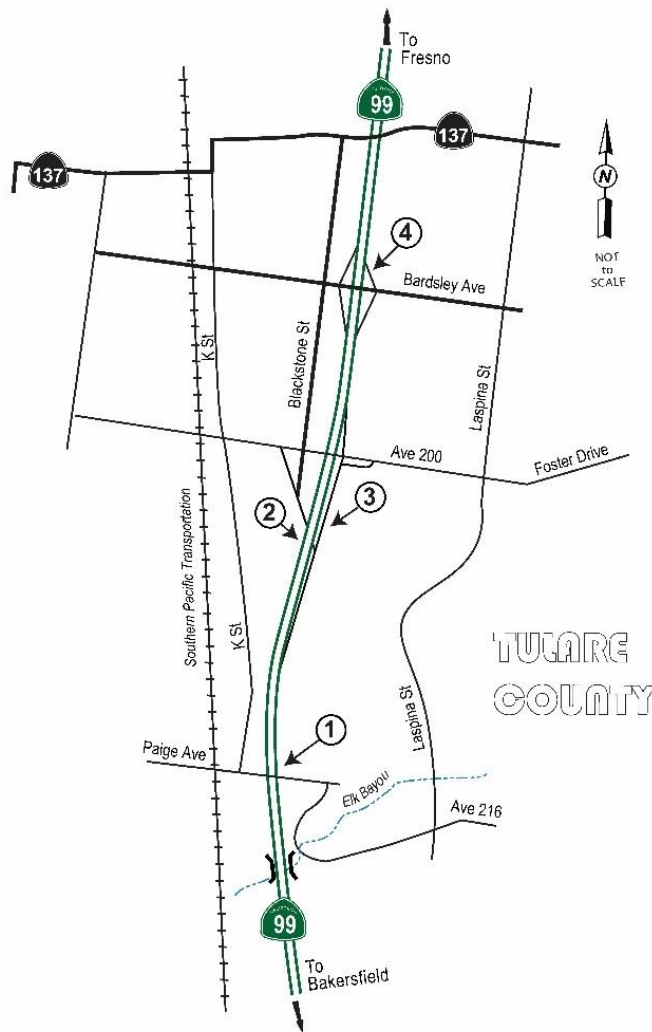 To
Fresno
99
137
137
N
NOT
to
SCALE
4
Bardsley Ave
K St
Blackstone St
Laspina St
Ave 200
Foster Drive
2
3
Southern Pacific Transportation
K St
TULARE
COUNTY
Laspina St
1
Paige Ave
Elk Bayou
Ave 216
99
To
Bakersfield